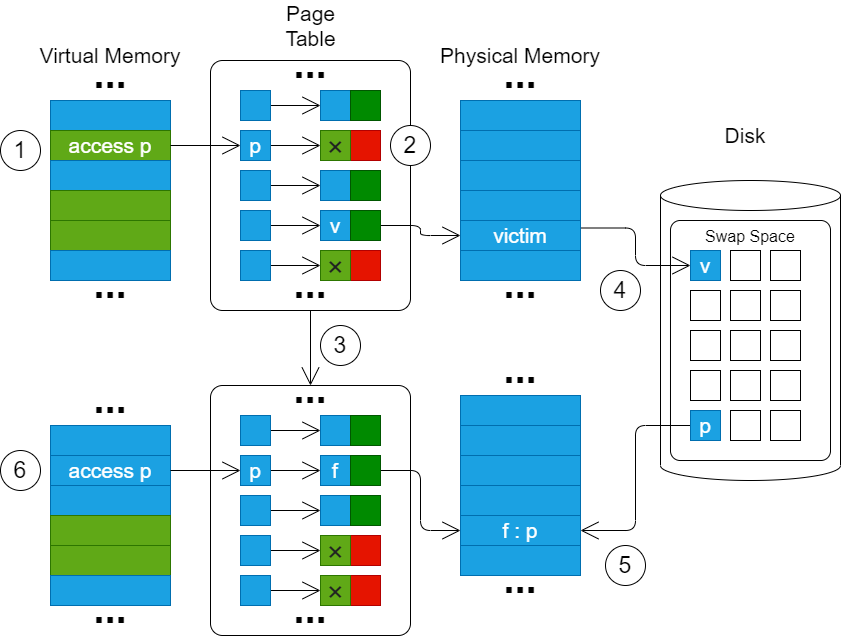 Page
Table
Virtual Memory
Physical Memory
Disk
...
...
...
1
access p
p
×
2
v
×
victim
Swap Space
v
4
...
...
...
3
p
...
...
...
6
access p
p
f
×
×
f : p
5
...
...
...